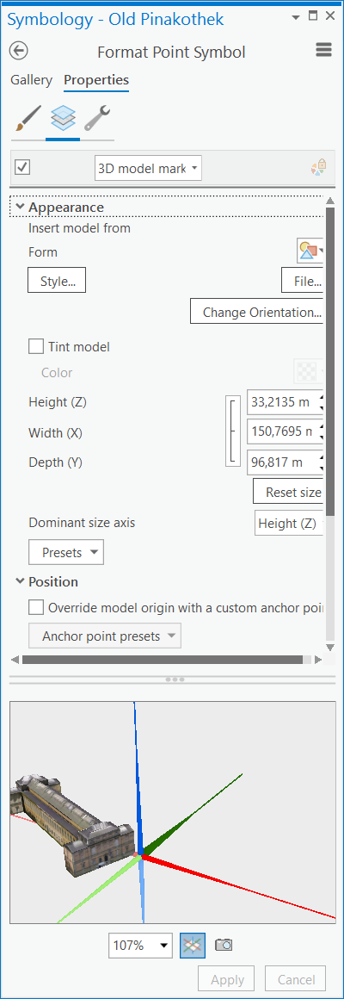 Symbology - Old Pinakothek
Format Point Symbol
Gallery Properties
3D model mark
Appearance
Insert model from
Form
Style... File...
Change Orientation...
Tint model
Color
Height (Z) 33,2135 m
Width (X) 150,7695 m
Depth (Y) 96,817 m
Reset size
Dominant size axis Height (Z)
Presets
Position
Override model origin with a custom anchor poi
Anchor point presets
107%
Apply Cancel